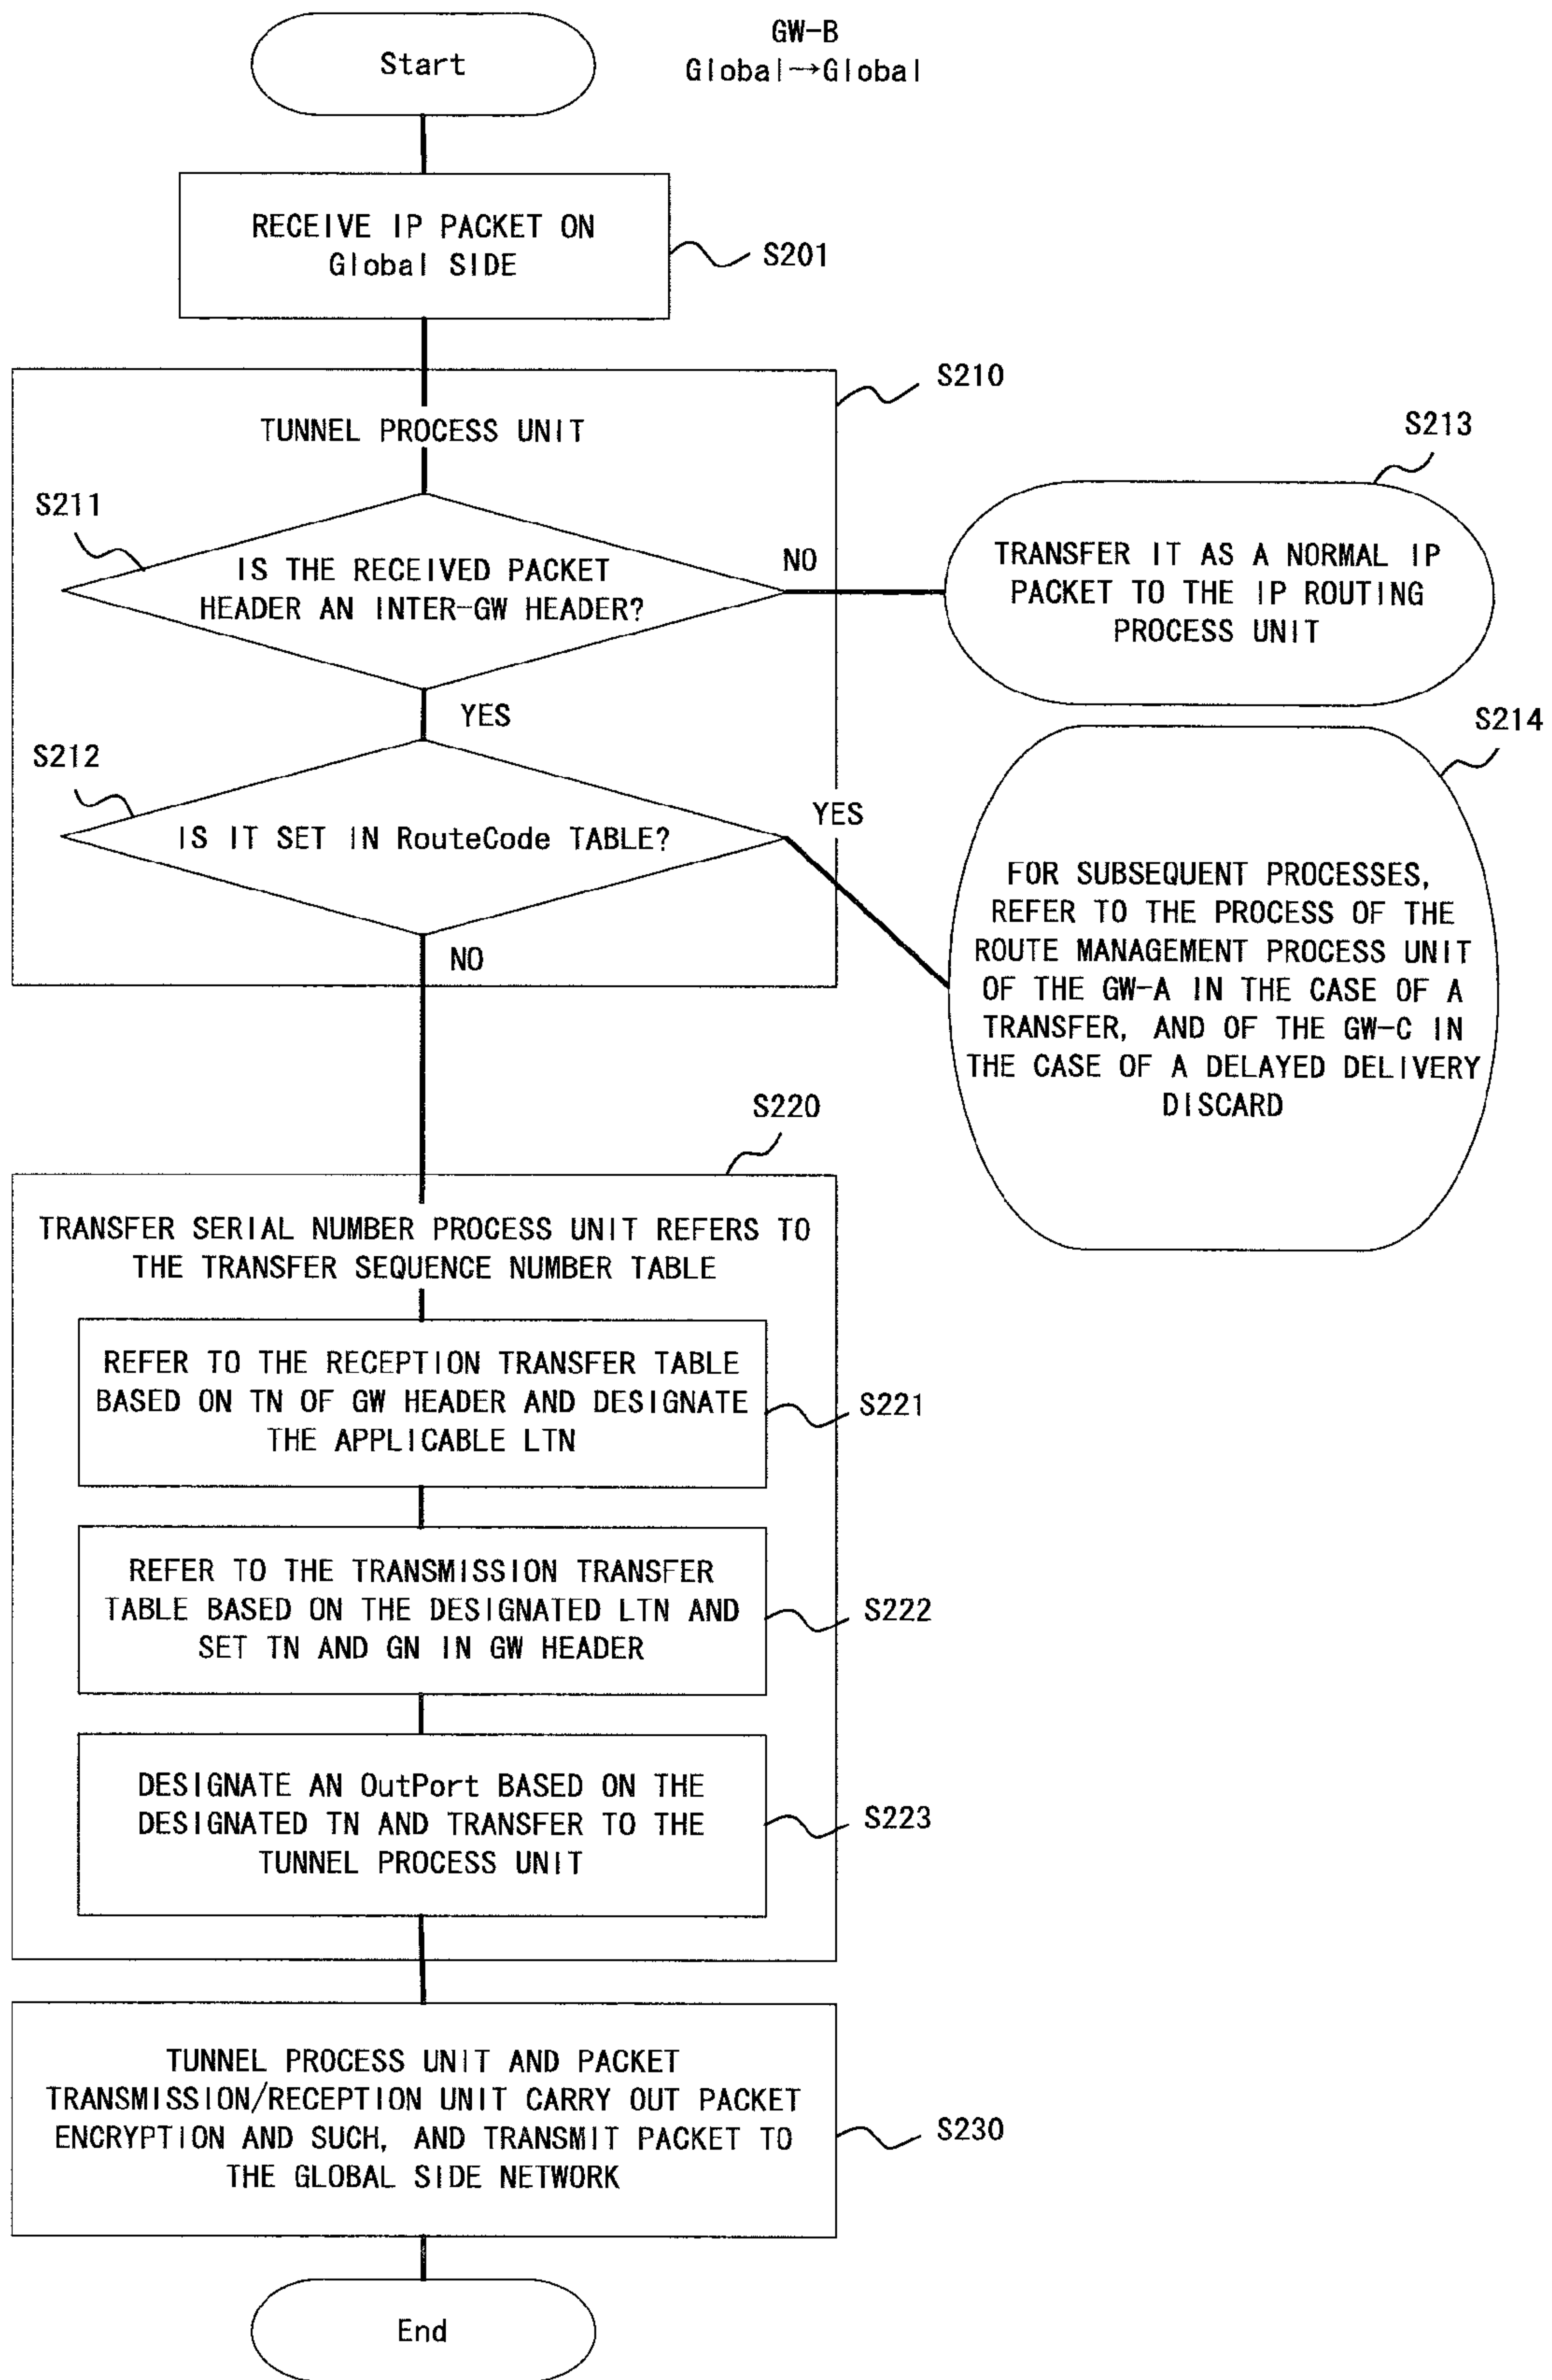 Start
GW-B
Global→Global
RECEIVE IP PACKET ON
Global SIDE
S201
S210
TUNNEL PROCESS UNIT
S211
IS THE RECEIVED PACKET
HEADER AN INTER-GW HEADER?
NO
S213
TRANSFER IT AS A NORMAL IP
PACKET TO THE IP ROUTING
PROCESS UNIT
YES
S212
IS IT SET IN RouteCode TABLE?
YES
S214
FOR SUBSEQUENT PROCESSES,
REFER TO THE PROCESS OF THE
ROUTE MANAGEMENT PROCESS UNIT
OF THE GW-A IN THE CASE OF A
TRANSFER, AND OF THE GW-C IN
THE CASE OF A DELAYED DELIVERY
DISCARD
NO
S220
TRANSFER SERIAL NUMBER PROCESS UNIT REFERS TO
THE TRANSFER SEQUENCE NUMBER TABLE
REFER TO THE RECEPTION TRANSFER TABLE
BASED ON TN OF GW HEADER AND DESIGNATE
THE APPLICABLE LTN
S221
REFER TO THE TRANSMISSION TRANSFER
TABLE BASED ON THE DESIGNATED LTN AND
SET TN AND GN IN GW HEADER
S222
DESIGNATE AN OutPort BASED ON THE
DESIGNATED TN AND TRANSFER TO THE
TUNNEL PROCESS UNIT
S223
TUNNEL PROCESS UNIT AND PACKET
TRANSMISSION/RECEPTION UNIT CARRY OUT PACKET
ENCRYPTION AND SUCH, AND TRANSMIT PACKET TO
THE GLOBAL SIDE NETWORK
S230
End